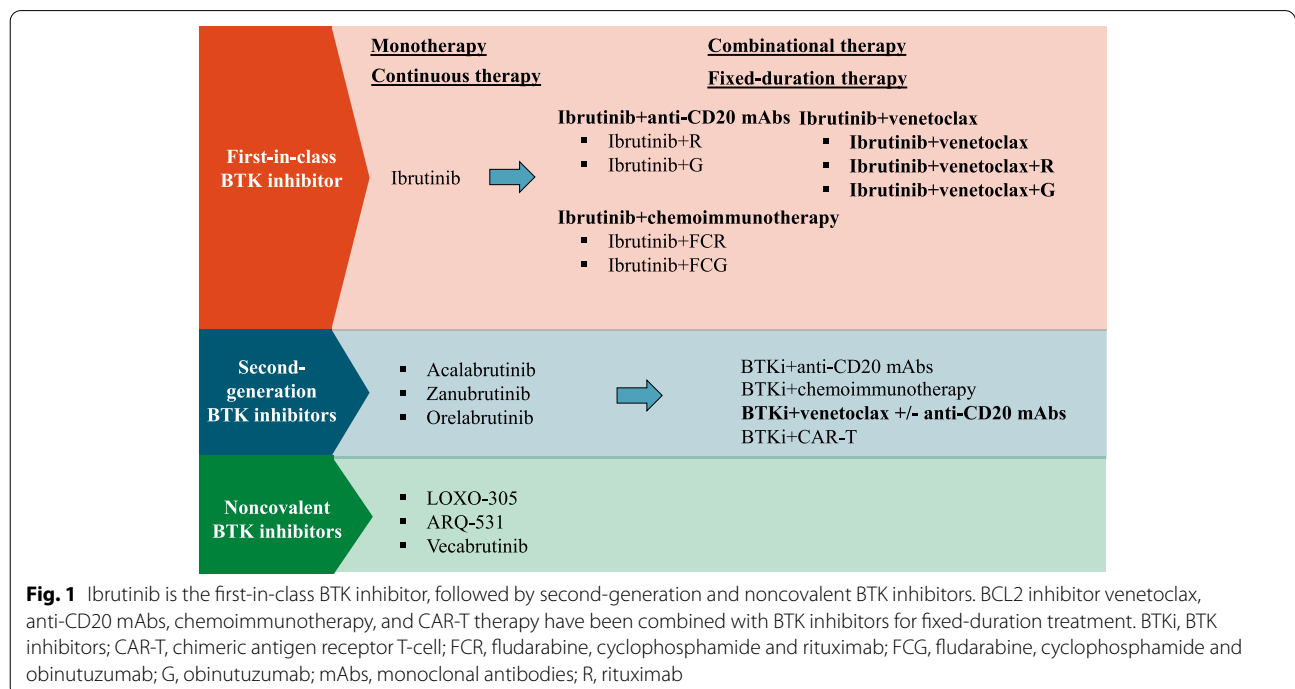 Monotherapy
Continuous therapy
Combinational therapy
Fixed-duration therapy
First-in-class
BTK inhibitor
Ibrutinib
Ibrutinib+anti-CD20 mAbs
▪ Ibrutinib+R
▪ Ibrutinib+G
Ibrutinib+chemoimmunotherapy
▪ Ibrutinib+FCR
▪ Ibrutinib+FCG
Ibrutinib+venetoclax
▪ Ibrutinib+venetoclax
▪ Ibrutinib+venetoclax+R
▪ Ibrutinib+venetoclax+G
Second-
generation
BTK inhibitors
▪ Acalabrutinib
▪ Zanubrutinib
▪ Orelabrutinib
BTKi+anti-CD20 mAbs
BTKi+chemoimmunotherapy
BTKi+venetoclax +/- anti-CD20 mAbs
BTKi+CAR-T
Noncovalent
BTK inhibitors
▪ LOXO-305
▪ ARQ-531
▪ Vecabrutinib
Fig. 1 Ibrutinib is the first-in-class BTK inhibitor, followed by second-generation and noncovalent BTK inhibitors. BCL2 inhibitor venetoclax,
anti-CD20 mAbs, chemoimmunotherapy, and CAR-T therapy have been combined with BTK inhibitors for fixed-duration treatment. BTKi, BTK
inhibitors; CAR-T, chimeric antigen receptor T-cell; FCR, fludarabine, cyclophosphamide and rituximab; FCG, fludarabine, cyclophosphamide and
obinutuzumab; G, obinutuzumab; mAbs, monoclonal antibodies; R, rituximab